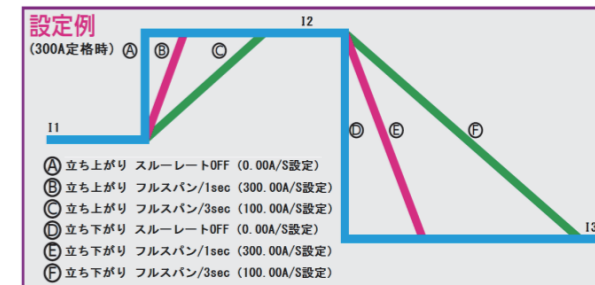 設定例
I2
(300A定格時) Ⓐ Ⓑ Ⓒ
I1
Ⓓ Ⓔ Ⓕ
Ⓐ 立ち上がり スルーレートOFF (0.00A/S設定)
Ⓑ 立ち上がり フルスパン/1sec (300.00A/S設定)
Ⓒ 立ち上がり フルスパン/3sec (100.00A/S設定)
Ⓓ 立ち下がり スルーレートOFF (0.00A/S設定)
I3
Ⓔ 立ち下がり フルスパン/1sec (300.00A/S設定)
Ⓕ 立ち下がり フルスパン/3sec (100.00A/S設定)